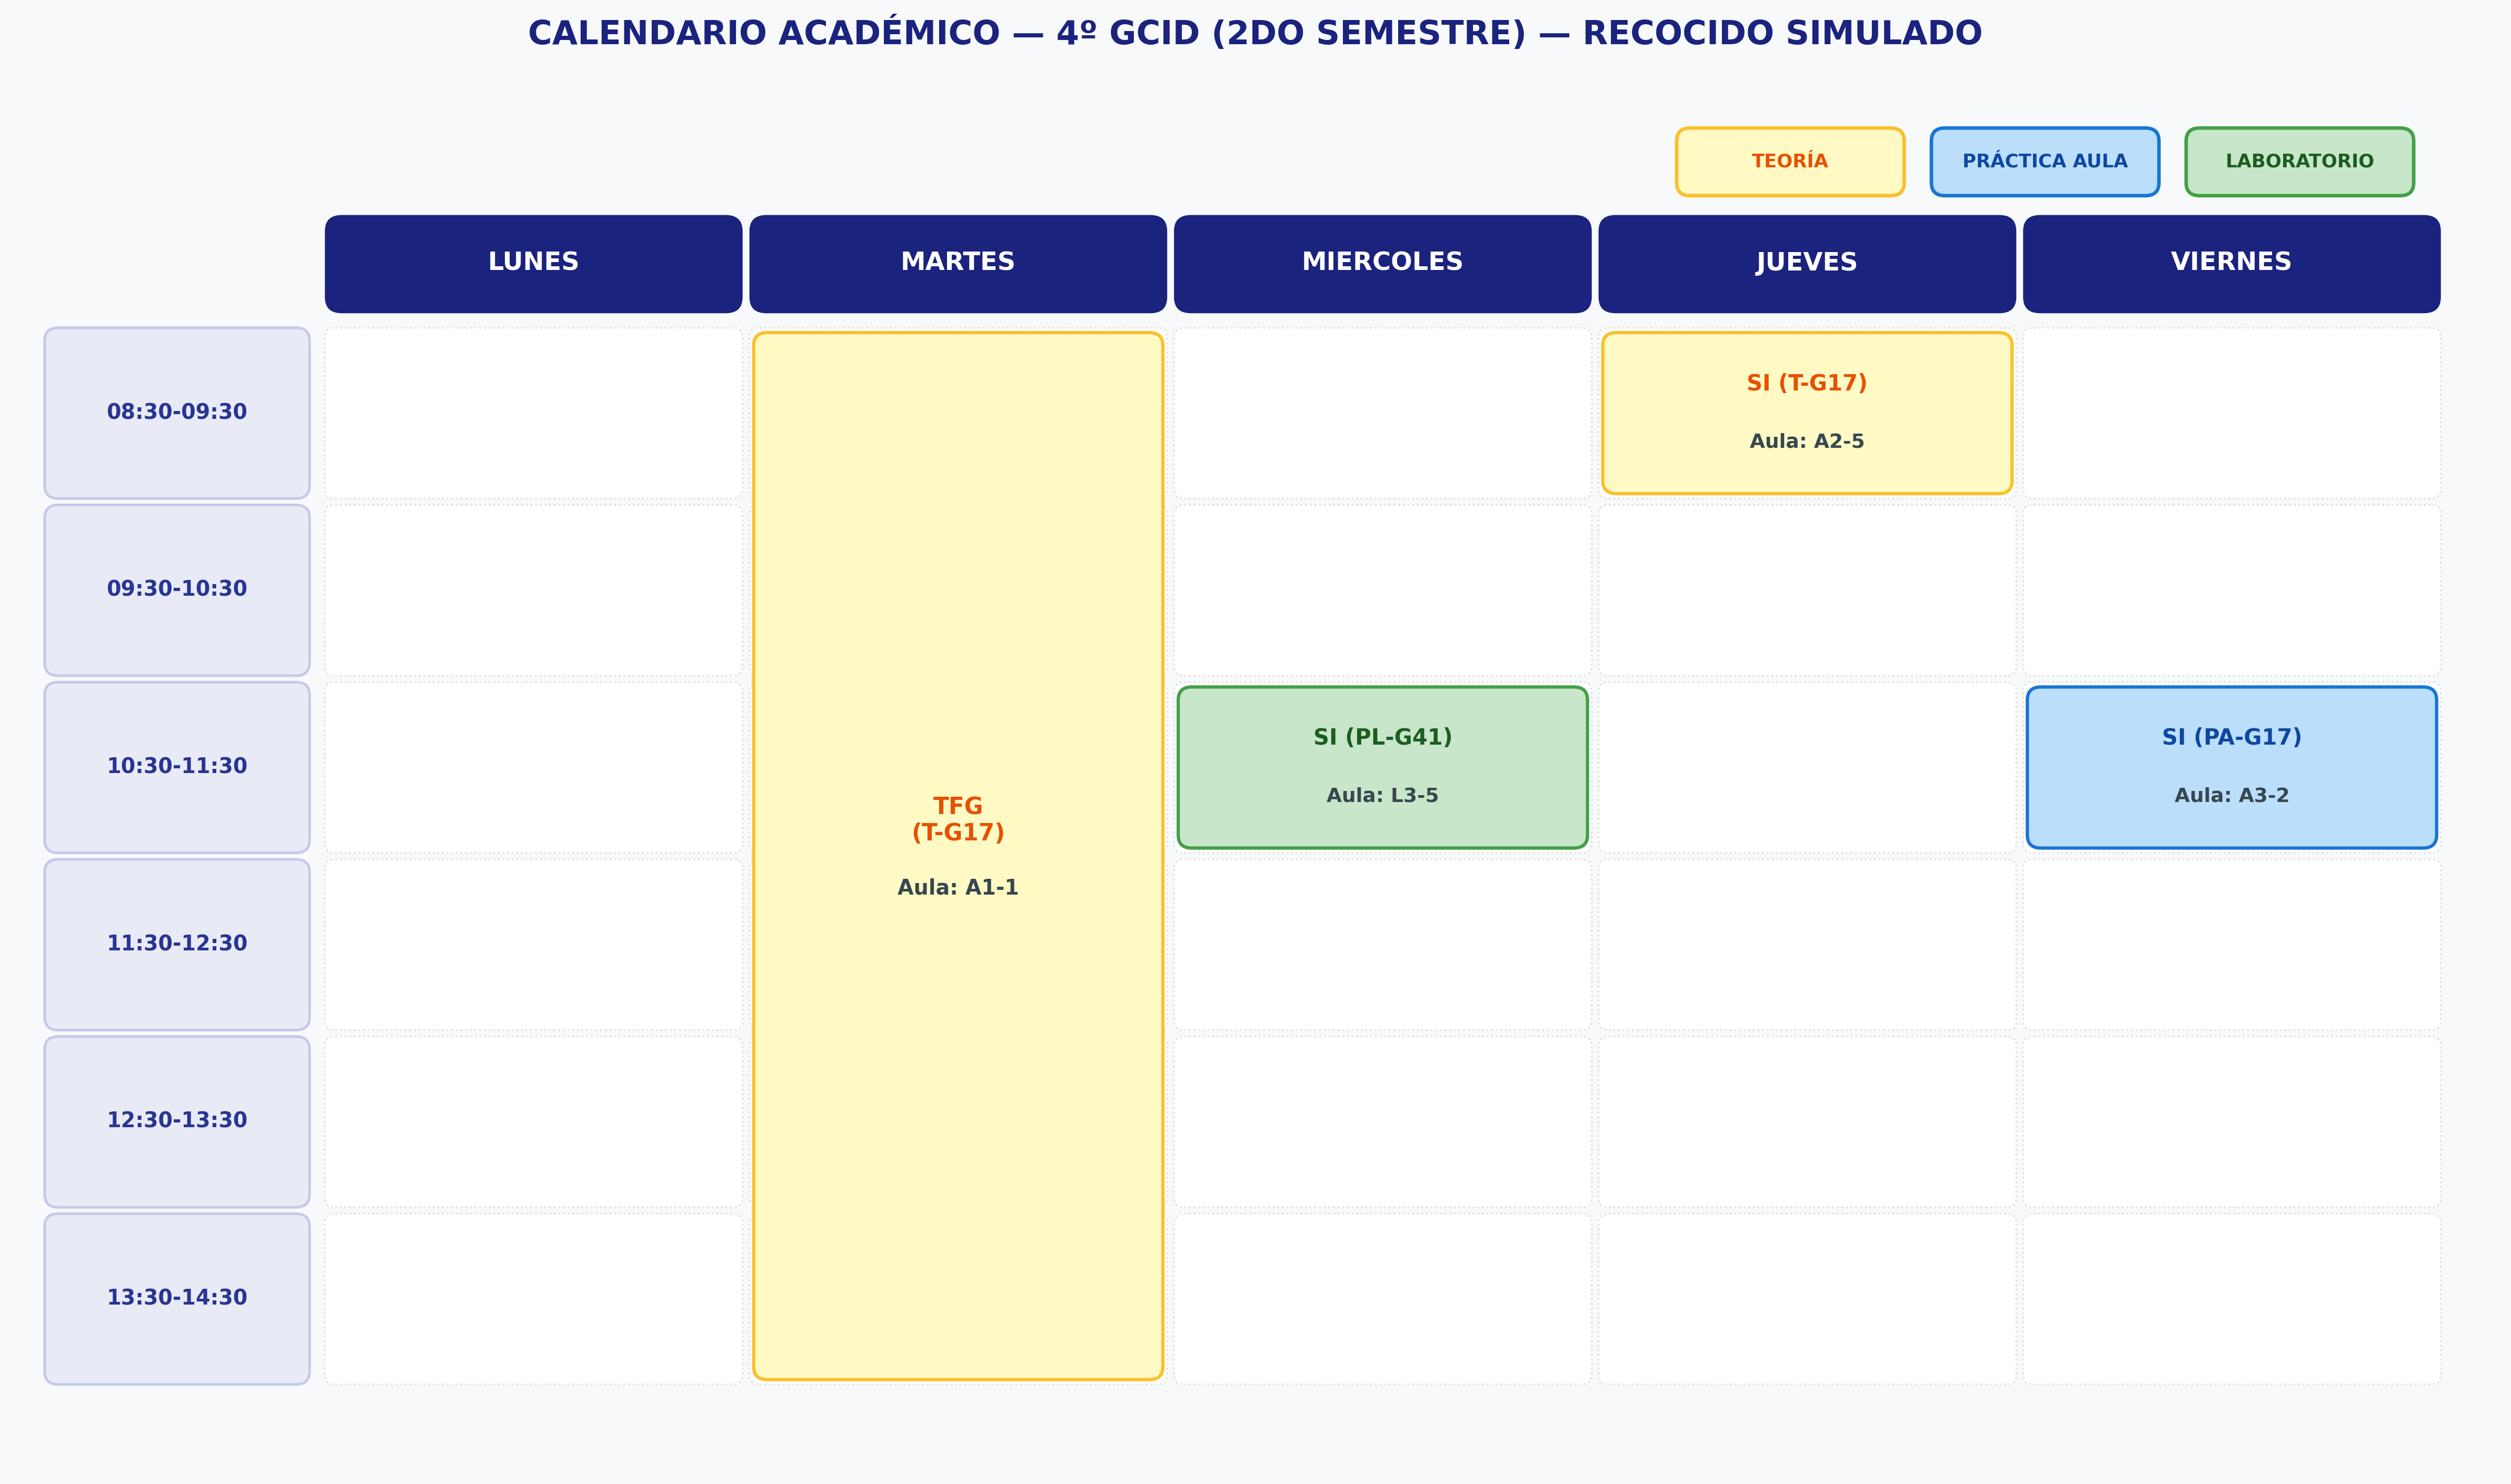 CALENDARIO ACADÉMICO — 4º GCID (2DO SEMESTRE) — RECOCIDO SIMULADO
TEORÍA
PRÁCTICA AULA
LABORATORIO
LUNES
MARTES
MIERCOLES
JUEVES
VIERNES
08:30-09:30
SI (T-G17)
Aula: A2-5
09:30-10:30
10:30-11:30
TFG
(T-G17)
Aula: A1-1
SI (PL-G41)
Aula: L3-5
SI (PA-G17)
Aula: A3-2
11:30-12:30
12:30-13:30
13:30-14:30